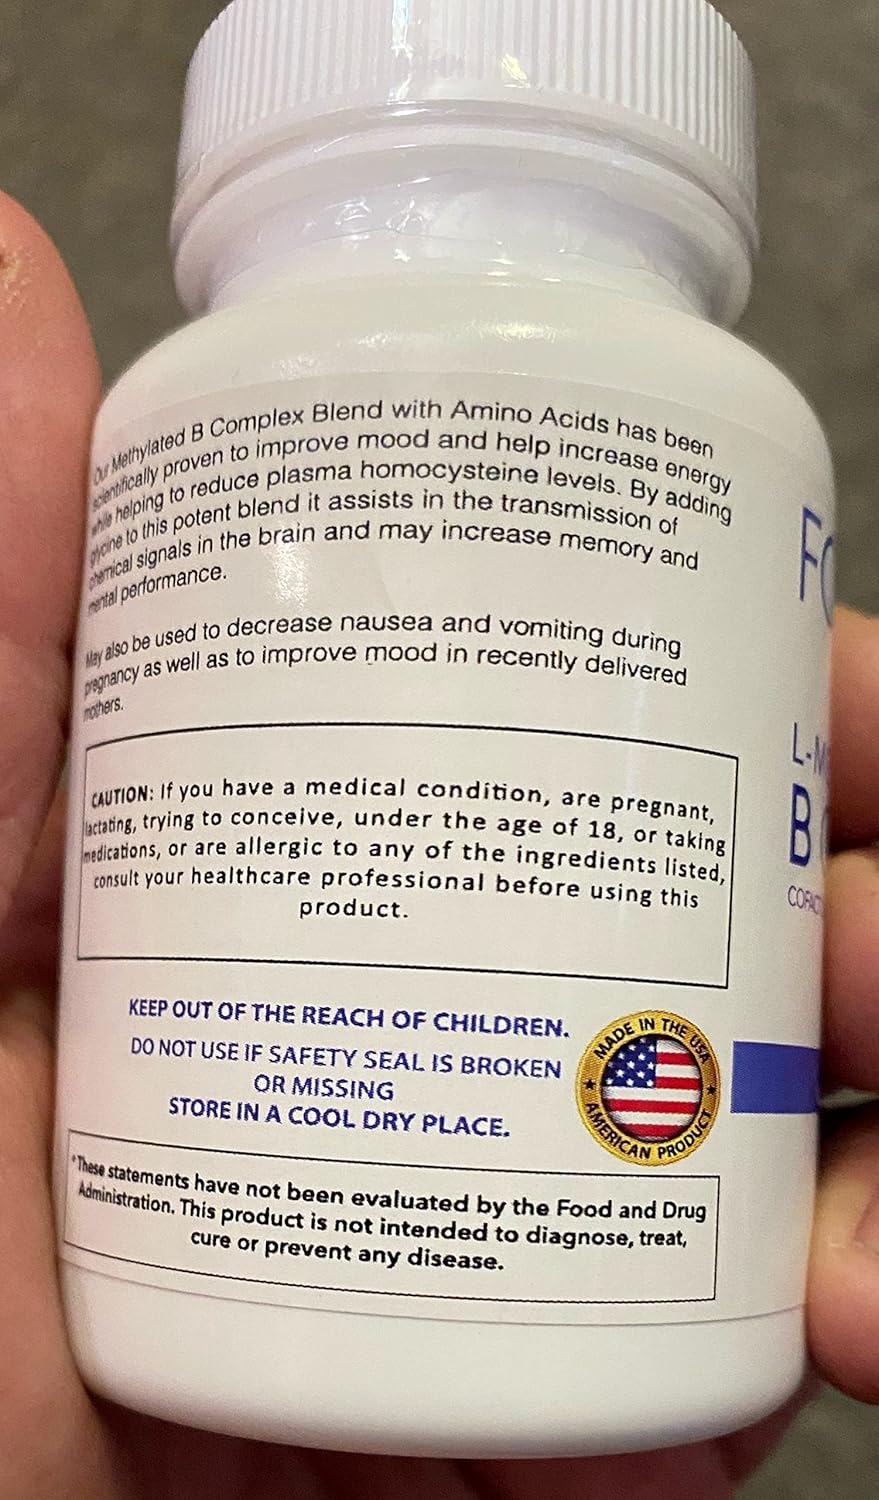 Our Methylated B Complex Blend with Amino Acids has been
scientifically proven to improve mood and help increase energy
while helping to reduce plasma homocysteine levels. By adding
glycine to this potent blend it assists in the transmission of
chemical signals in the brain and may increase memory and
mental performance.
May also be used to decrease nausea and vomiting during
pregnancy as well as to improve mood in recently delivered
mothers.
CAUTION: If you have a medical condition, are pregnant,
lactating, trying to conceive, under the age of 18, or taking
medications, or are allergic to any of the ingredients listed,
consult your healthcare professional before using this
product.
KEEP OUT OF THE REACH OF CHILDREN.
DO NOT USE IF SAFETY SEAL IS BROKEN
OR MISSING
STORE IN A COOL DRY PLACE.
MADE IN THE USA
AMERICAN PRODUCT
*These statements have not been evaluated by the Food and Drug
Administration. This product is not intended to diagnose, treat,
cure or prevent any disease.
B